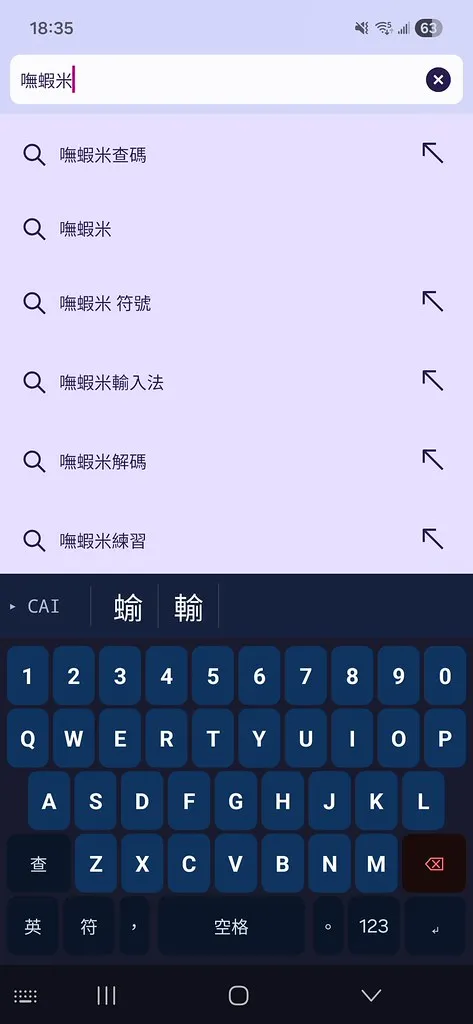 18:35
5
63
嘸蝦米
嘸蝦米查碼
嘸蝦米
嘸蝦米 符號
嘸蝦米輸入法
嘸蝦米解碼
嘸蝦米練習
▸ CAI 蝓 輸
1 2 3 4 5 6 7 8 9 0
Q W E R T Y U I O P
A S D F G H J K L
查 Z X C V B N M
英 符 ， 空格 。 123